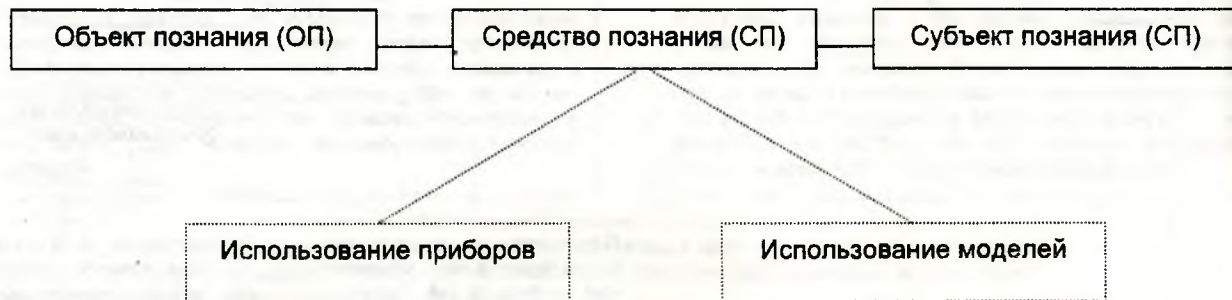 Объект познания (ОП)
Средство познания (СП)
Субъект познания (СП)
Использование приборов
Использование моделей